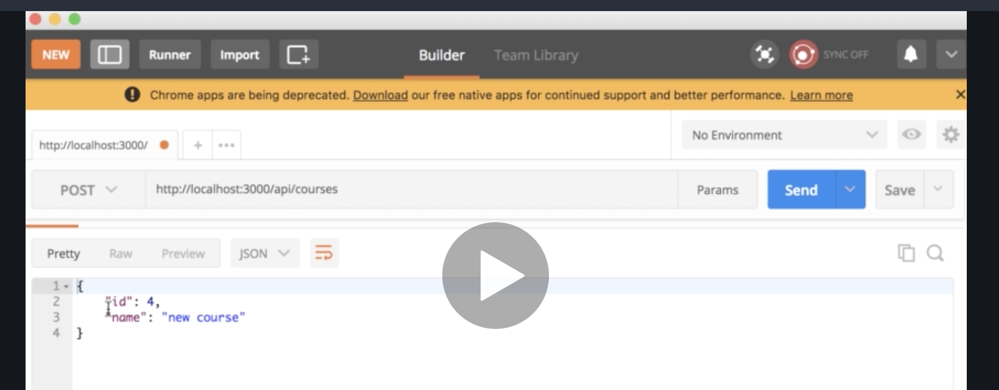 NEW Runner Import Builder Team Library SYNC OFF
Chrome apps are being deprecated. Download our free native apps for continued support and better performance. Learn more
http://localhost:3000/ + ••• No Environment
POST http://localhost:3000/api/courses Params Send Save
Pretty Raw Preview JSON
1 {
2 "id": 4,
3 "name": "new course"
4 }